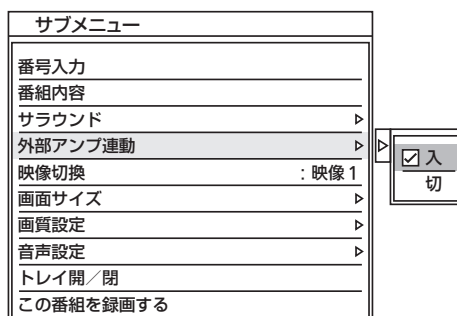 サブメニュー
番号入力
番組内容
サラウンド
外部アンプ連動
入
切
映像切換 : 映像1
画面サイズ
画質設定
音声設定
トレイ開／閉
この番組を録画する